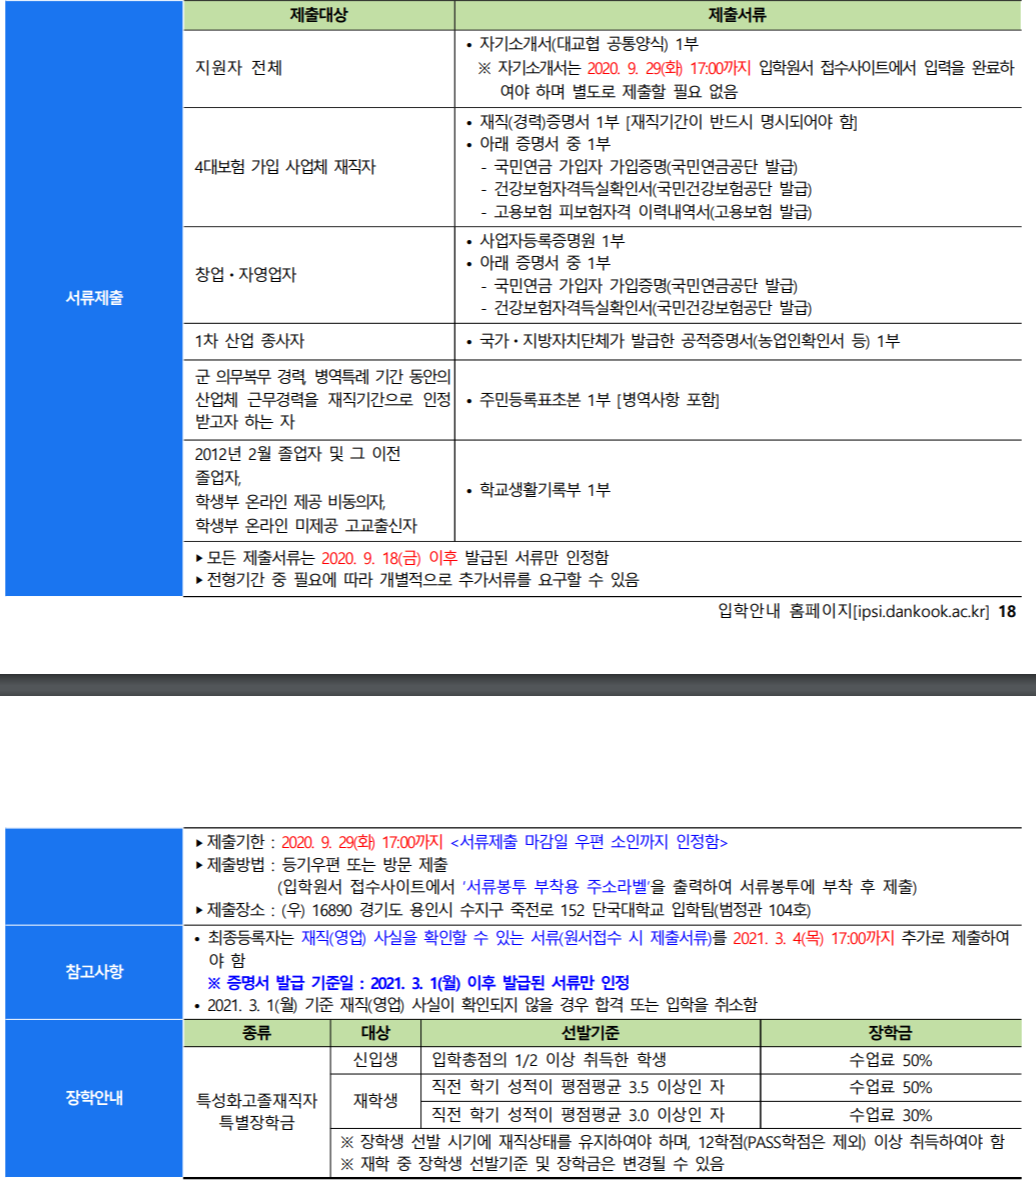 제출대상 제출서류
지원자 전체
• 자기소개서(대교협 공통양식) 1부
※ 자기소개서는 2020. 9. 29(화) 17:00까지 입학원서 접수사이트에서 입력을 완료하
여야 하며 별도로 제출할 필요 없음
4대보험 가입 사업체 재직자
• 재직(경력)증명서 1부 [재직기간이 반드시 명시되어야 함]
• 아래 증명서 중 1부
- 국민연금 가입자 가입증명(국민연금공단 발급)
- 건강보험자격득실확인서(국민건강보험공단 발급)
- 고용보험 피보험자격 이력내역서(고용보험 발급)
서류제출
창업・자영업자
• 사업자등록증명원 1부
• 아래 증명서 중 1부
- 국민연금 가입자 가입증명(국민연금공단 발급)
- 건강보험자격득실확인서(국민건강보험공단 발급)
1차 산업 종사자
• 국가・지방자치단체가 발급한 공적증명서(농업인확인서 등) 1부
군 의무복무 경력, 병역특례 기간 동안의
산업체 근무경력을 재직기간으로 인정
받고자 하는 자
• 주민등록표초본 1부 [병역사항 포함]
2012년 2월 졸업자 및 그 이전
졸업자,
학생부 온라인 제공 비동의자,
학생부 온라인 미제공 고교출신자
• 학교생활기록부 1부
▸모든 제출서류는 2020. 9. 18(금) 이후 발급된 서류만 인정함
▸전형기간 중 필요에 따라 개별적으로 추가서류를 요구할 수 있음
입학안내 홈페이지[ipsi.dankook.ac.kr] 18
▸제출기한 : 2020. 9. 29(화) 17:00까지 <서류제출 마감일 우편 소인까지 인정함>
▸제출방법 : 등기우편 또는 방문 제출
(입학원서 접수사이트에서 '서류봉투 부착용 주소라벨'을 출력하여 서류봉투에 부착 후 제출)
▸제출장소 : (우) 16890 경기도 용인시 수지구 죽전로 152 단국대학교 입학팀(범정관 104호)
참고사항
• 최종등록자는 재직(영업) 사실을 확인할 수 있는 서류(원서접수 시 제출서류)를 2021. 3. 4(목) 17:00까지 추가로 제출하여
야 함
※ 증명서 발급 기준일 : 2021. 3. 1(월) 이후 발급된 서류만 인정
• 2021. 3. 1(월) 기준 재직(영업) 사실이 확인되지 않을 경우 합격 또는 입학을 취소함
장학안내
종류 대상 선발기준 장학금
특성화고졸재직자
특별장학금
신입생 입학총점의 1/2 이상 취득한 학생 수업료 50%
재학생
직전 학기 성적이 평점평균 3.5 이상인 자 수업료 50%
직전 학기 성적이 평점평균 3.0 이상인 자 수업료 30%
※ 장학생 선발 시기에 재직상태를 유지하여야 하며, 12학점(PASS학점은 제외) 이상 취득하여야 함
※ 재학 중 장학생 선발기준 및 장학금은 변경될 수 있음